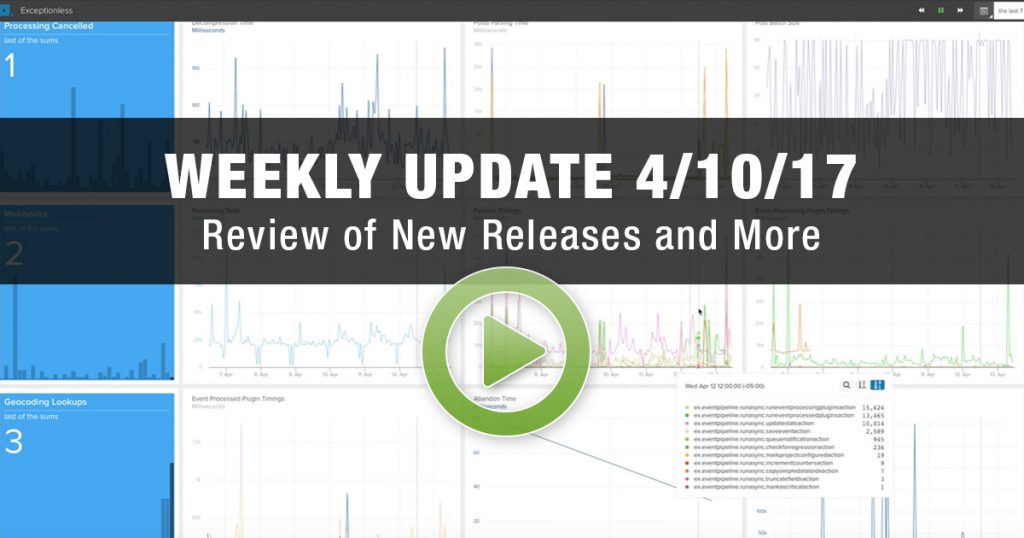 Exceptionless
the last 7
Processing Cancelled
last of the sums
1
Decompression Time
Milliseconds
Posts Parsing Time
Milliseconds
Post Batch Size
WEEKLY UPDATE 4/10/17
Review of New Releases and More
Webhooks
last of the sums
2
Processing Time
Pipeline Timings
Event Processing Plugin Timings
7. Apr
8. Apr
9. Apr
10. Apr
11. Apr
12. Apr
Geocoding Lookups
last of the sums
3
Event Processed Plugin Timings
Milliseconds
Abandon Time
Milliseconds
60
40
20
Wed Apr 12 12:00:00 (-05:00)
ex.eventpipeline.runasync.runeventprocessingpluginsaction 15,624
ex.eventpipeline.runasync.runeventprocessedpluginsaction 13,465
ex.eventpipeline.runasync.updatestatsaction 10,014
ex.eventpipeline.runasync.saveeventaction 2,589
ex.eventpipeline.runasync.queuenotificationaction 945
ex.eventpipeline.runasync.checkforregressionaction 236
ex.eventpipeline.runasync.markprojectconfiguredaction 19
ex.eventpipeline.runasync.incrementcountersaction 9
ex.eventpipeline.runasync.copysimpledatatoidxaction 7
ex.eventpipeline.runasync.truncatefieldsaction 3
ex.eventpipeline.runasync.markascriticalaction 1
100k
50k